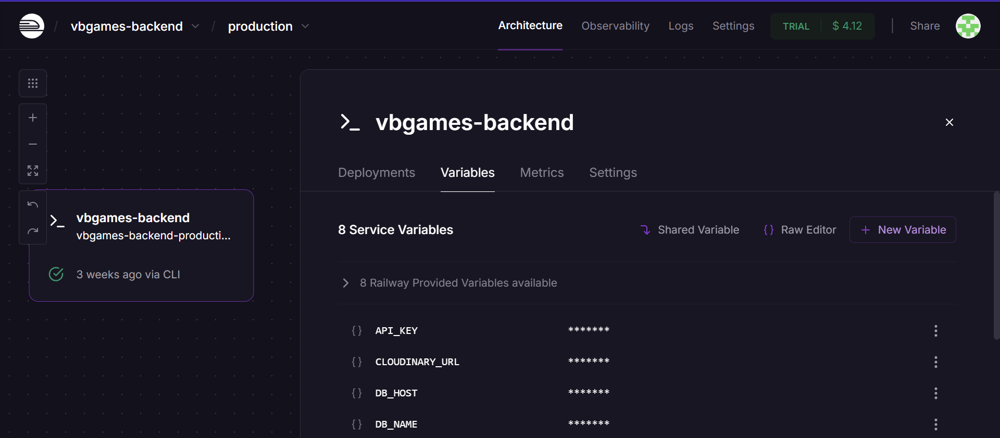 / vbgames-backend / production Architecture Observability Logs Settings TRIAL $ 4.12 Share
vbgames-backend
vbgames-backend-producti...
3 weeks ago via CLI
vbgames-backend
Deployments Variables Metrics Settings
8 Service Variables Shared Variable {} Raw Editor + New Variable
8 Railway Provided Variables available
{} API_KEY *******
{} CLOUDINARY_URL *******
{} DB_HOST *******
{} DB_NAME *******